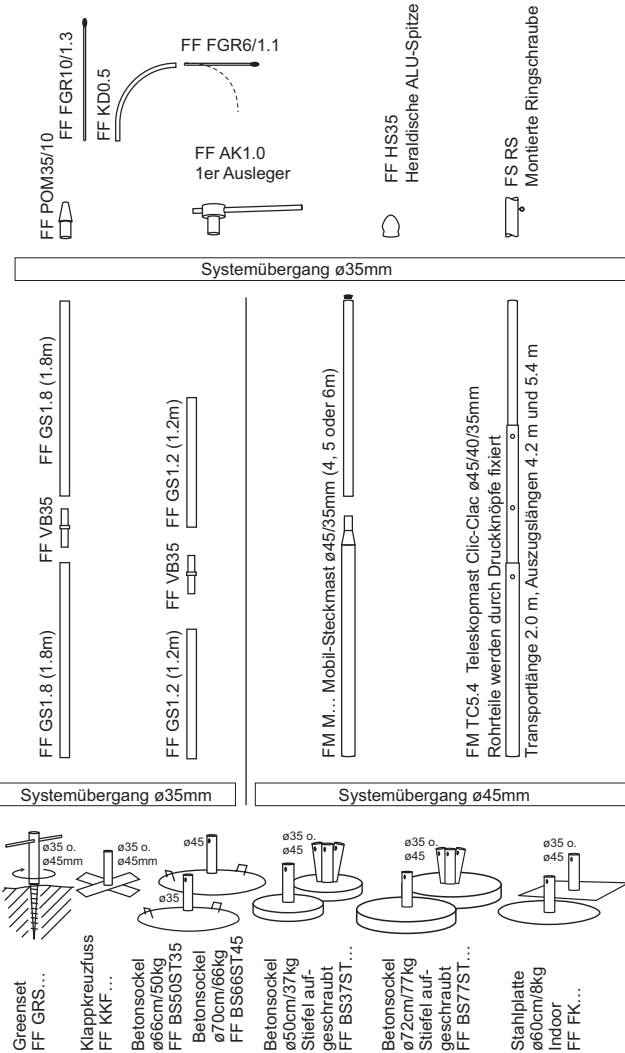 FF FGR10/1.3
FF KD0.5
FF FGR6/1.1
FF POM35/10
FF AK1.0
1er Ausleger
FF HS35
Heraldische ALU-Spitze
FS RS
Montierte Ringschraube
Systemübergang ø35mm
FF GS1.8 (1.8m)
FF VB35
FF GS1.8 (1.8m)
FF GS1.2 (1.2m)
FF VB35
FF GS1.2 (1.2m)
FM M... Mobil-Steckmast ø45/35mm (4, 5 oder 6m)
FM TC5.4 Teleskopmast Clic-Clac ø45/40/35mm
Rohrteile werden durch Druckknöpfe fixiert
Transportlänge 2.0 m, Auszugslängen 4.2 m und 5.4 m
Systemübergang ø35mm
Systemübergang ø45mm
ø35 o.
ø45mm
ø35 o.
ø45mm
ø45
ø35
ø35 o.
ø45
ø35 o.
ø45
ø35 o.
ø45
Greenset
FF GRS...
Klappkreuzfuss
FF KKF...
Betonsockel
ø66cm/50kg
FF BS50ST35
Betonsockel
ø70cm/66kg
FF BS66ST45
Betonsockel
ø50cm/37kg
Stiefel auf-
geschraubt
FF BS37ST...
Betonsockel
ø72cm/77kg
Stiefel auf-
geschraubt
FF BS77ST...
Stahlplatte
ø60cm/8kg
Indoor
FF FK...